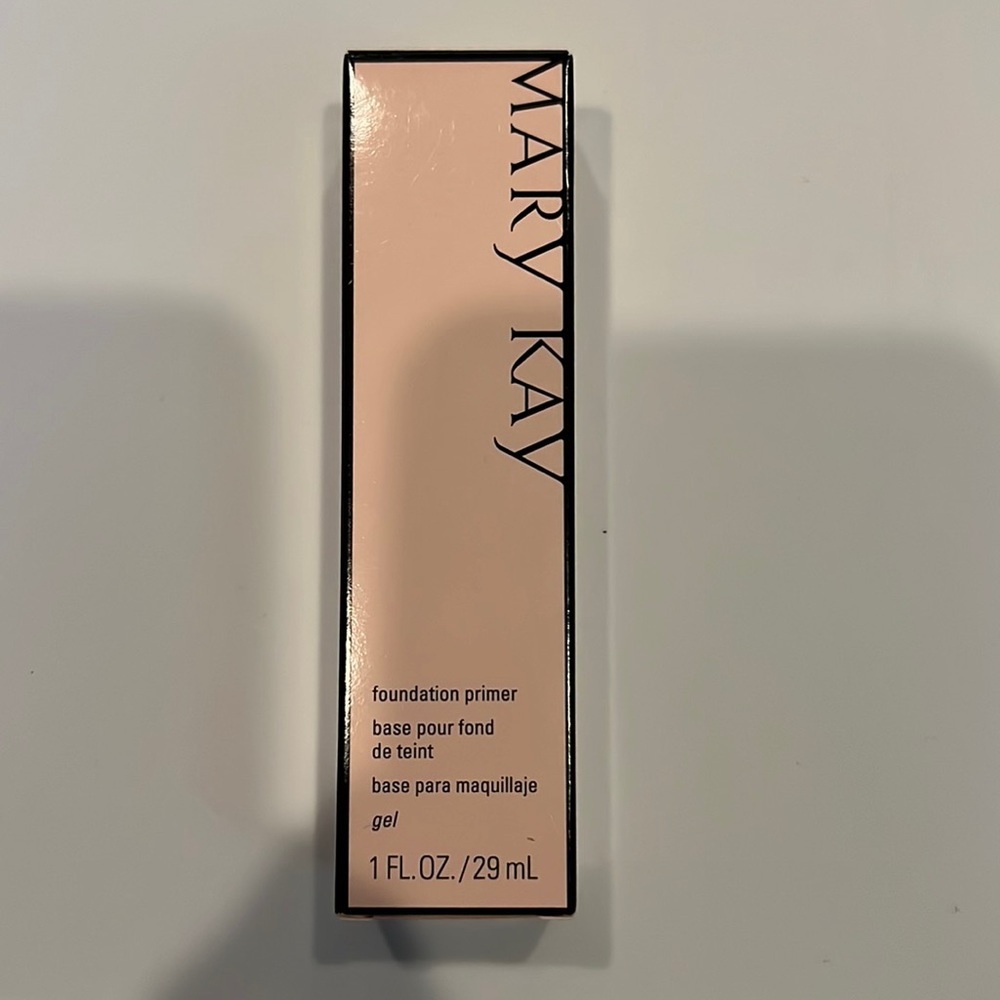 MARY KAY
foundation primer
base pour fond
de teint
base para maquillaje
gel
1 FL.OZ./29 mL